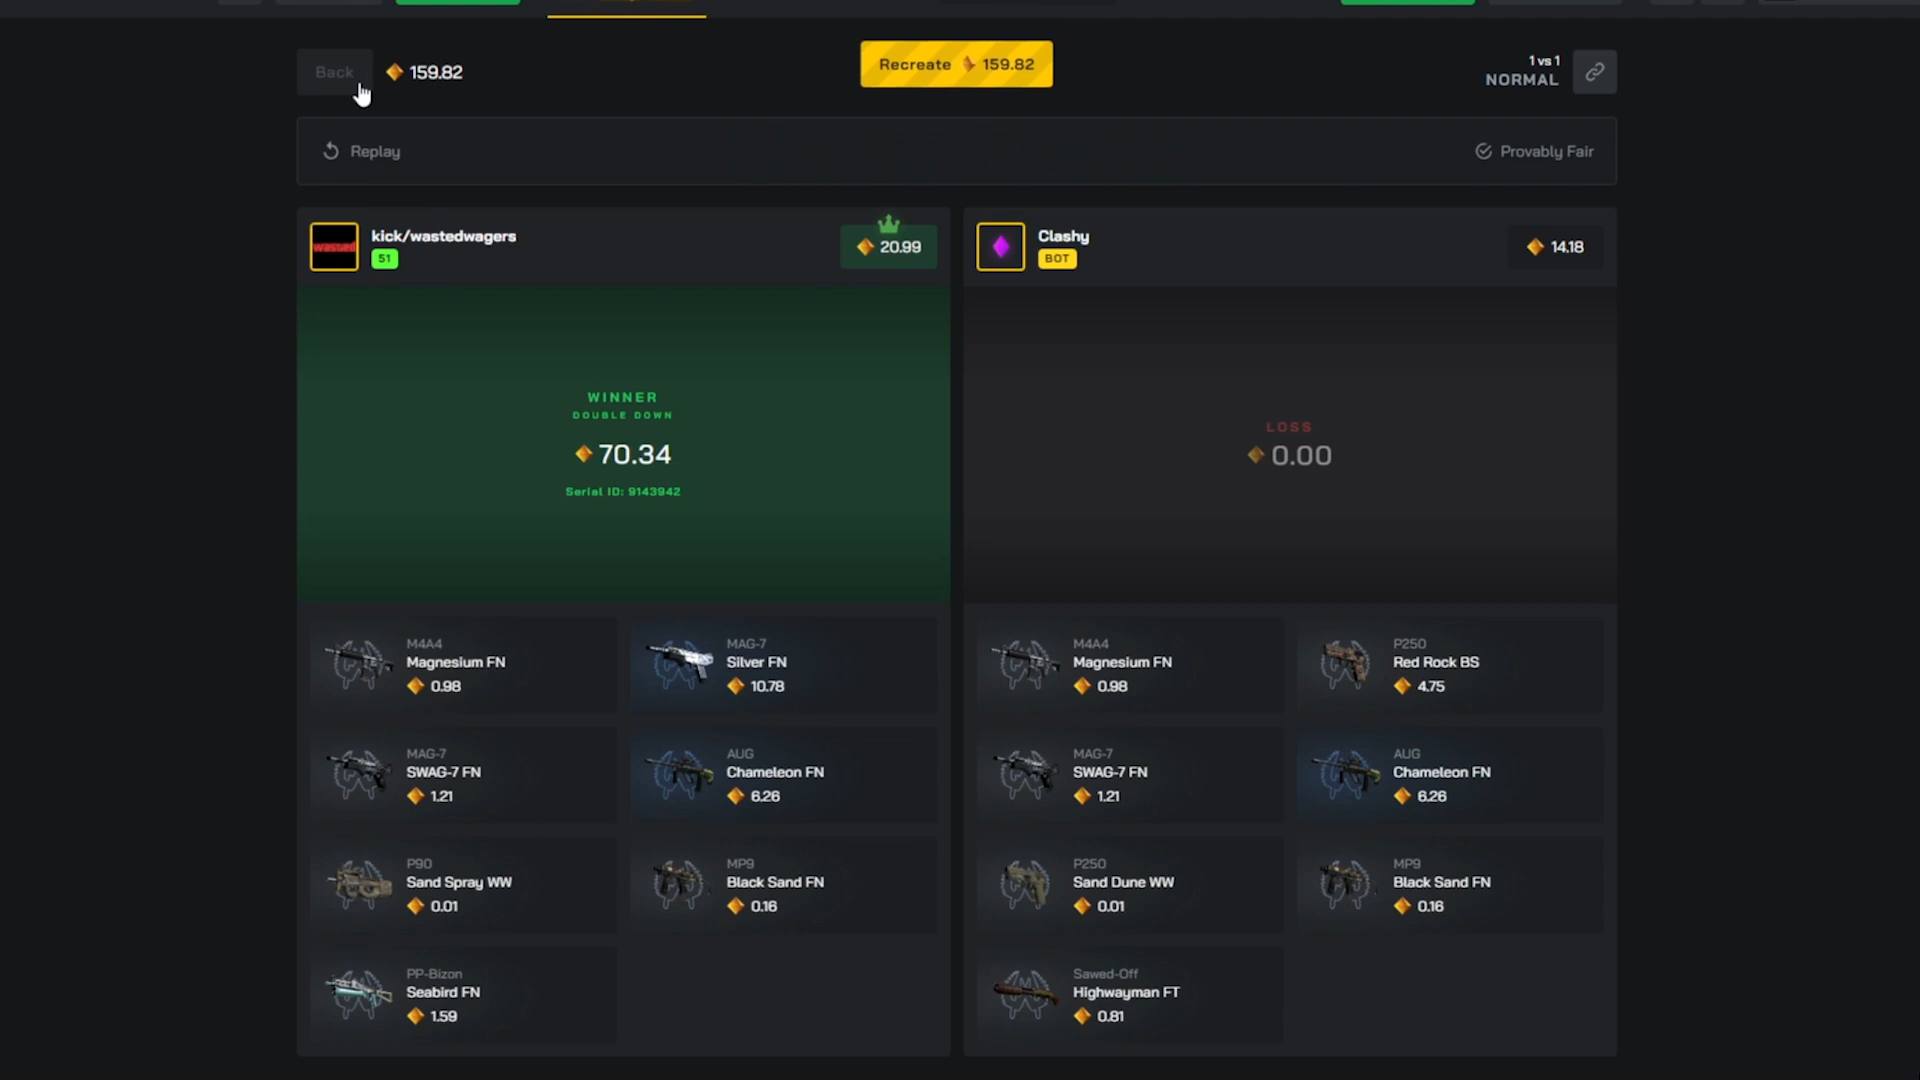 Back
159.82
Recreate 159.82
1 vs 1
NORMAL
Replay
Provably Fair
wasted
kick/wastedwagers
51
20.99
Clashy
BOT
14.18
WINNER
DOUBLE DOWN
70.34
Serial ID: 9143942
LOSS
0.00
M4A4
Magnesium FN
0.98
MAG-7
Silver FN
10.78
M4A4
Magnesium FN
0.98
P250
Red Rock BS
4.75
MAG-7
SWAG-7 FN
1.21
AUG
Chameleon FN
6.26
MAG-7
SWAG-7 FN
1.21
AUG
Chameleon FN
6.26
P90
Sand Spray WW
0.01
MP9
Black Sand FN
0.16
P250
Sand Dune WW
0.01
MP9
Black Sand FN
0.16
PP-Bizon
Seabird FN
1.59
Sawed-Off
Highwayman FT
0.81